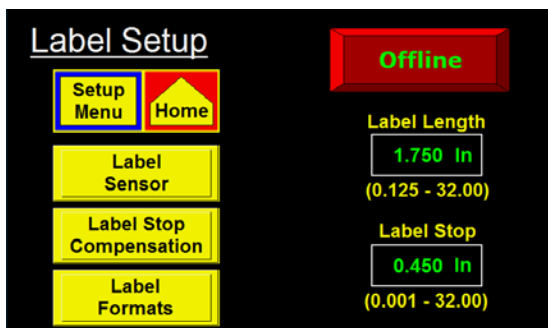 Label Setup
Offline
Setup
Menu
Home
Label
Sensor
Label Stop
Compensation
Label
Formats
Label Length
1.750 In
(0.125 - 32.00)
Label Stop
0.450 In
(0.001 - 32.00)